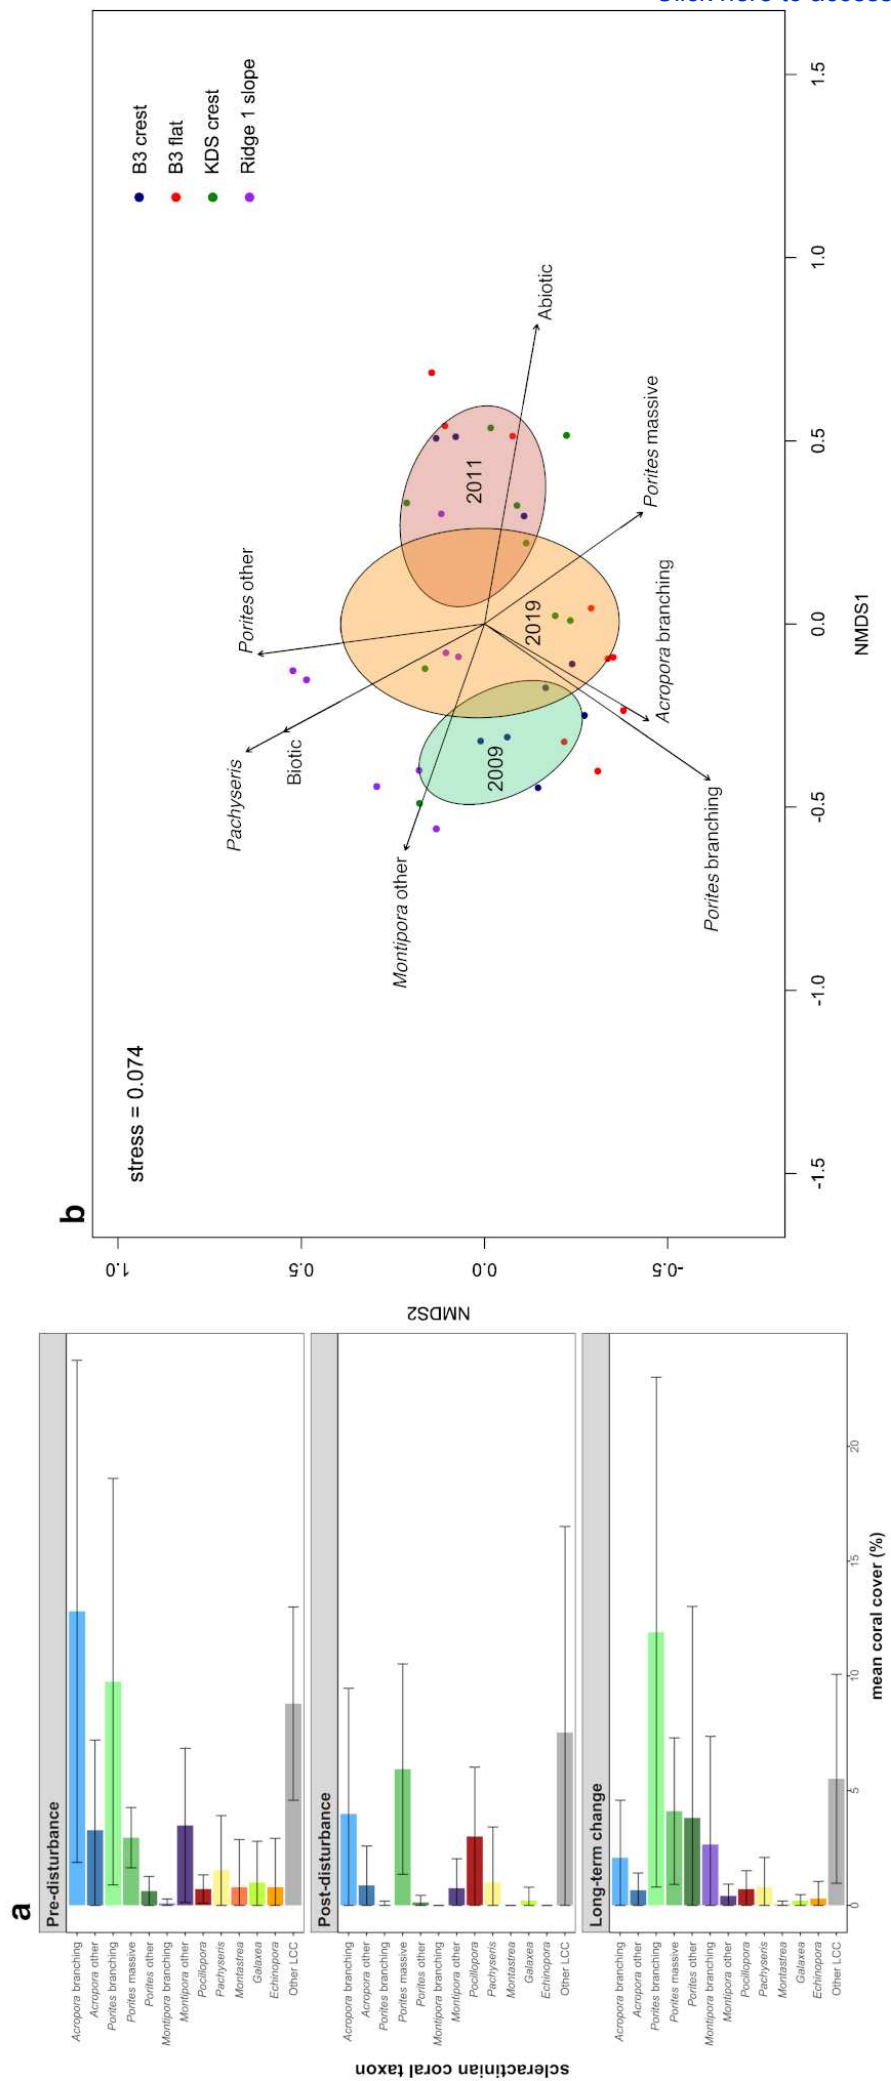 Click here to access
a
Pre-disturbance
Acropora branching
Acropora other
Porites branching
Porites massive
Porites other
Montipora branching
Montipora other
Pocillopora
Pachyseris
Montastrea
Galaxea
Echinopora
Other LCC
Post-disturbance
Acropora branching
Acropora other
Porites branching
Porites massive
Porites other
Montipora branching
Montipora other
Pocillopora
Pachyseris
Montastrea
Galaxea
Echinopora
Other LCC
Long-term change
Acropora branching
Acropora other
Porites branching
Porites massive
Porites other
Montipora branching
Montipora other
Pocillopora
Pachyseris
Montastrea
Galaxea
Echinopora
Other LCC
scleractinian coral taxon
0 5 10 15 20
mean coral cover (%)
b
stress = 0.074
B3 crest
B3 flat
KDS crest
Ridge 1 slope
Porites other
Pachyseris
Biotic
Montipora other
2009
2019
2011
Abiotic
Porites massive
Acropora branching
Porites branching
1.0
0.5
0.0
-0.5
NMDS2
-1.5 -1.0 -0.5 0.0 0.5 1.0 1.5
NMDS1